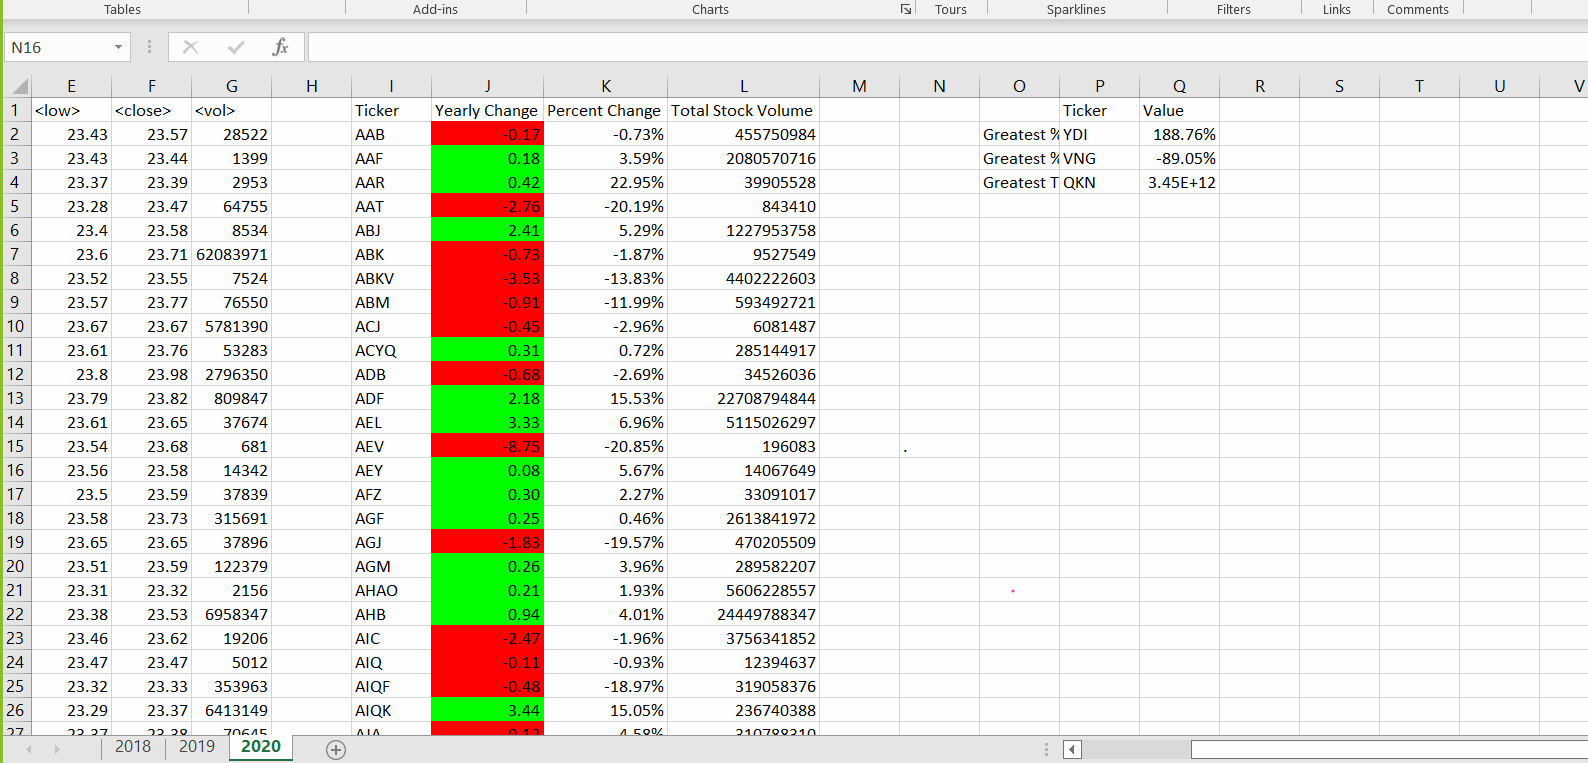 Tables Add-ins Charts Tours Sparklines Filters Links Comments
N16 fx
E F G H I J K L M N O P Q R S T U V
1 <low> <close> <vol> Ticker Yearly Change Percent Change Total Stock Volume Ticker Value
2 23.43 23.57 28522 AAB -0.17 -0.73% 455750984 Greatest % YDI 188.76%
3 23.43 23.44 1399 AAF 0.18 3.59% 2080570716 Greatest % VNG -89.05%
4 23.37 23.39 2953 AAR 0.42 22.95% 39905528 Greatest T QKN 3.45E+12
5 23.28 23.47 64755 AAT -2.76 -20.19% 843410
6 23.4 23.58 8534 ABJ 2.41 5.29% 1227953758
7 23.6 23.71 62083971 ABK -0.73 -1.87% 9527549
8 23.52 23.55 7524 ABKV -3.53 -13.83% 4402222603
9 23.57 23.77 76550 ABM -0.91 -11.99% 593492721
10 23.67 23.67 5781390 ACJ -0.45 -2.96% 6081487
11 23.61 23.76 53283 ACYQ 0.31 0.72% 285144917
12 23.8 23.98 2796350 ADB -0.68 -2.69% 34526036
13 23.79 23.82 809847 ADF 2.18 15.53% 22708794844
14 23.61 23.65 37674 AEL 3.33 6.96% 5115026297
15 23.54 23.68 681 AEV -8.75 -20.85% 196083 .
16 23.56 23.58 14342 AEY 0.08 5.67% 14067649
17 23.5 23.59 37839 AFZ 0.30 2.27% 33091017
18 23.58 23.73 315691 AGF 0.25 0.46% 2613841972
19 23.65 23.65 37896 AGJ -1.83 -19.57% 470205509
20 23.51 23.59 122379 AGM 0.26 3.96% 289582207
21 23.31 23.32 2156 AHAO 0.21 1.93% 5606228557
22 23.38 23.53 6958347 AHB 0.94 4.01% 24449788347
23 23.46 23.62 19206 AIC -2.47 -1.96% 3756341852
24 23.47 23.47 5012 AIQ -0.11 -0.93% 12394637
25 23.32 23.33 353963 AIQF -0.48 -18.97% 319058376
26 23.29 23.37 6413149 AIQK 3.44 15.05% 236740388
27 23.37 23.38 70645
2018 2019 2020